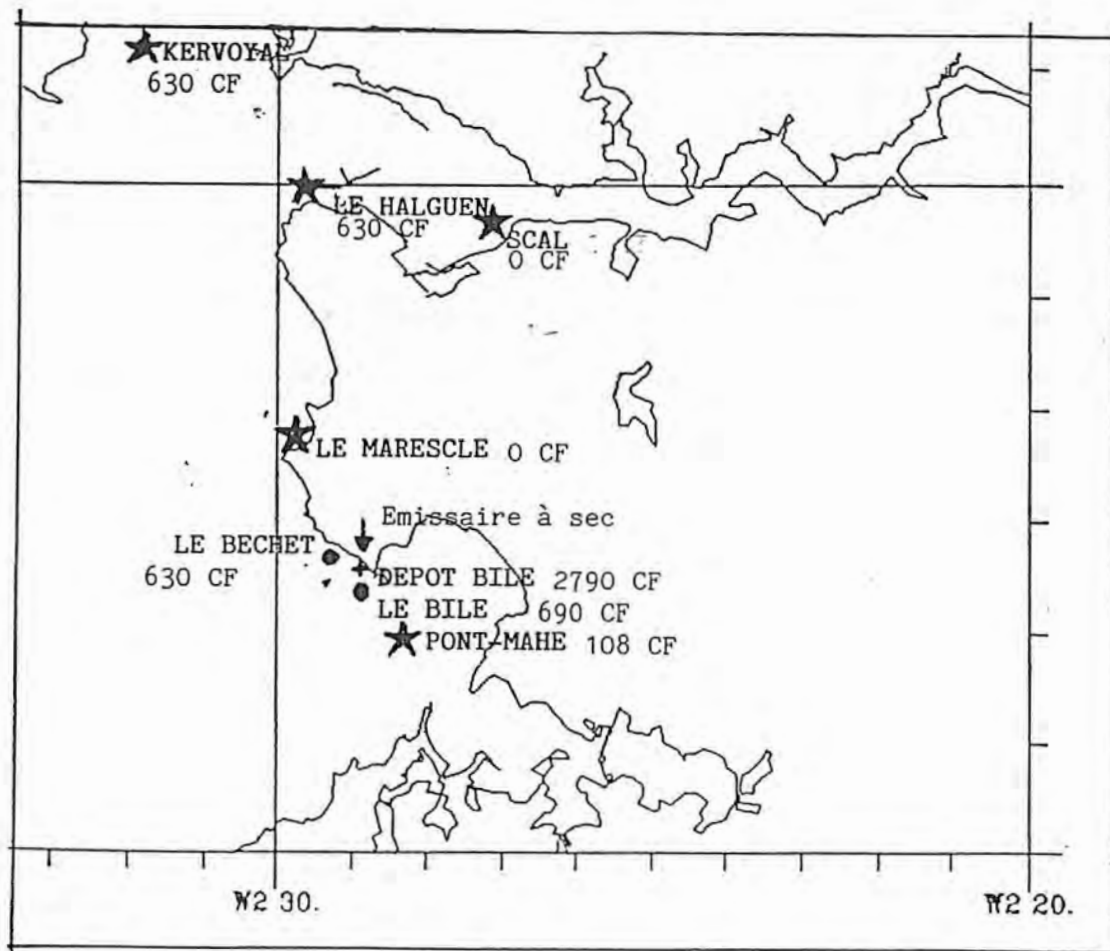 KERVOYAL
630 CF
LE HALGUEN
630 CF
SCAL
0 CF
LE MARESCLE 0 CF
Emissaire à sec
LE BECHET
630 CF
DEPOT BILE 2790 CF
LE BILE 690 CF
PONT-MAHE 108 CF
W2 30.
W2 20.